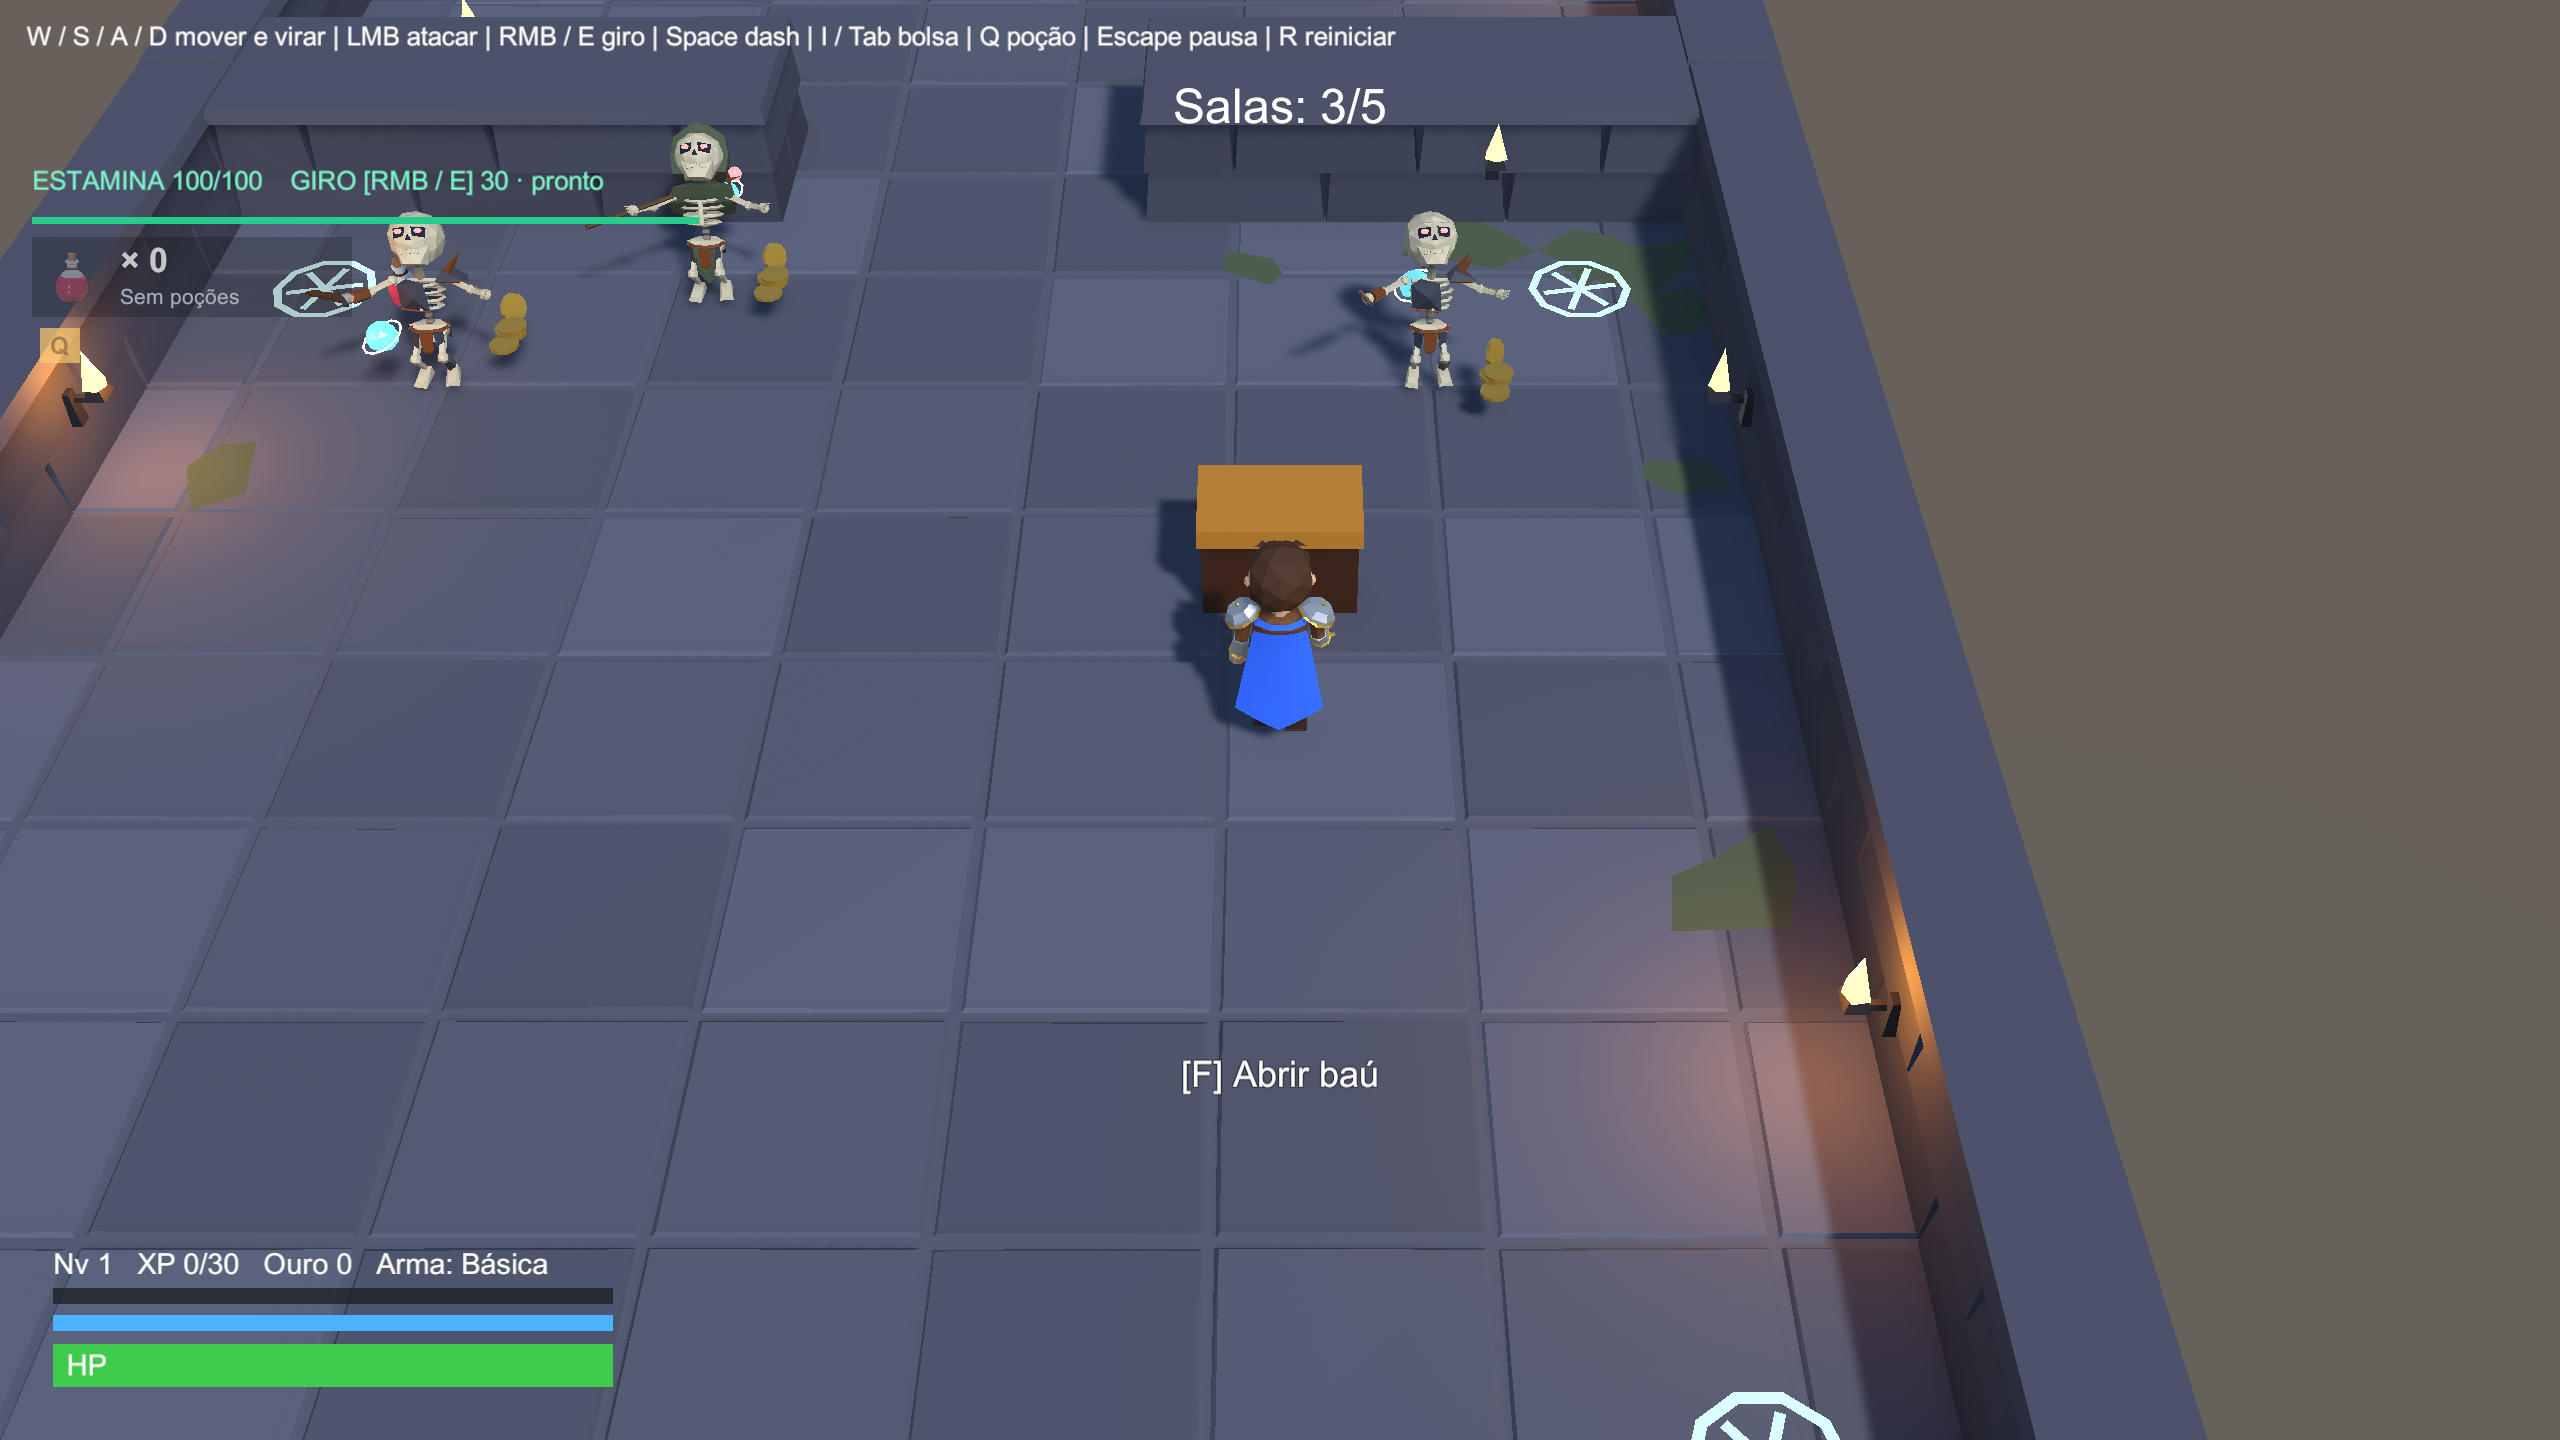 W / S / A / D mover e virar | LMB atacar | RMB / E giro | Space dash | I / Tab bolsa | Q poção | Escape pausa | R reiniciar
Salas: 3/5
ESTAMINA 100/100 GIRO [RMB / E] 30 · pronto
× 0
Sem poções
Q
[F] Abrir baú
Nv 1 XP 0/30 Ouro 0 Arma: Básica
HP